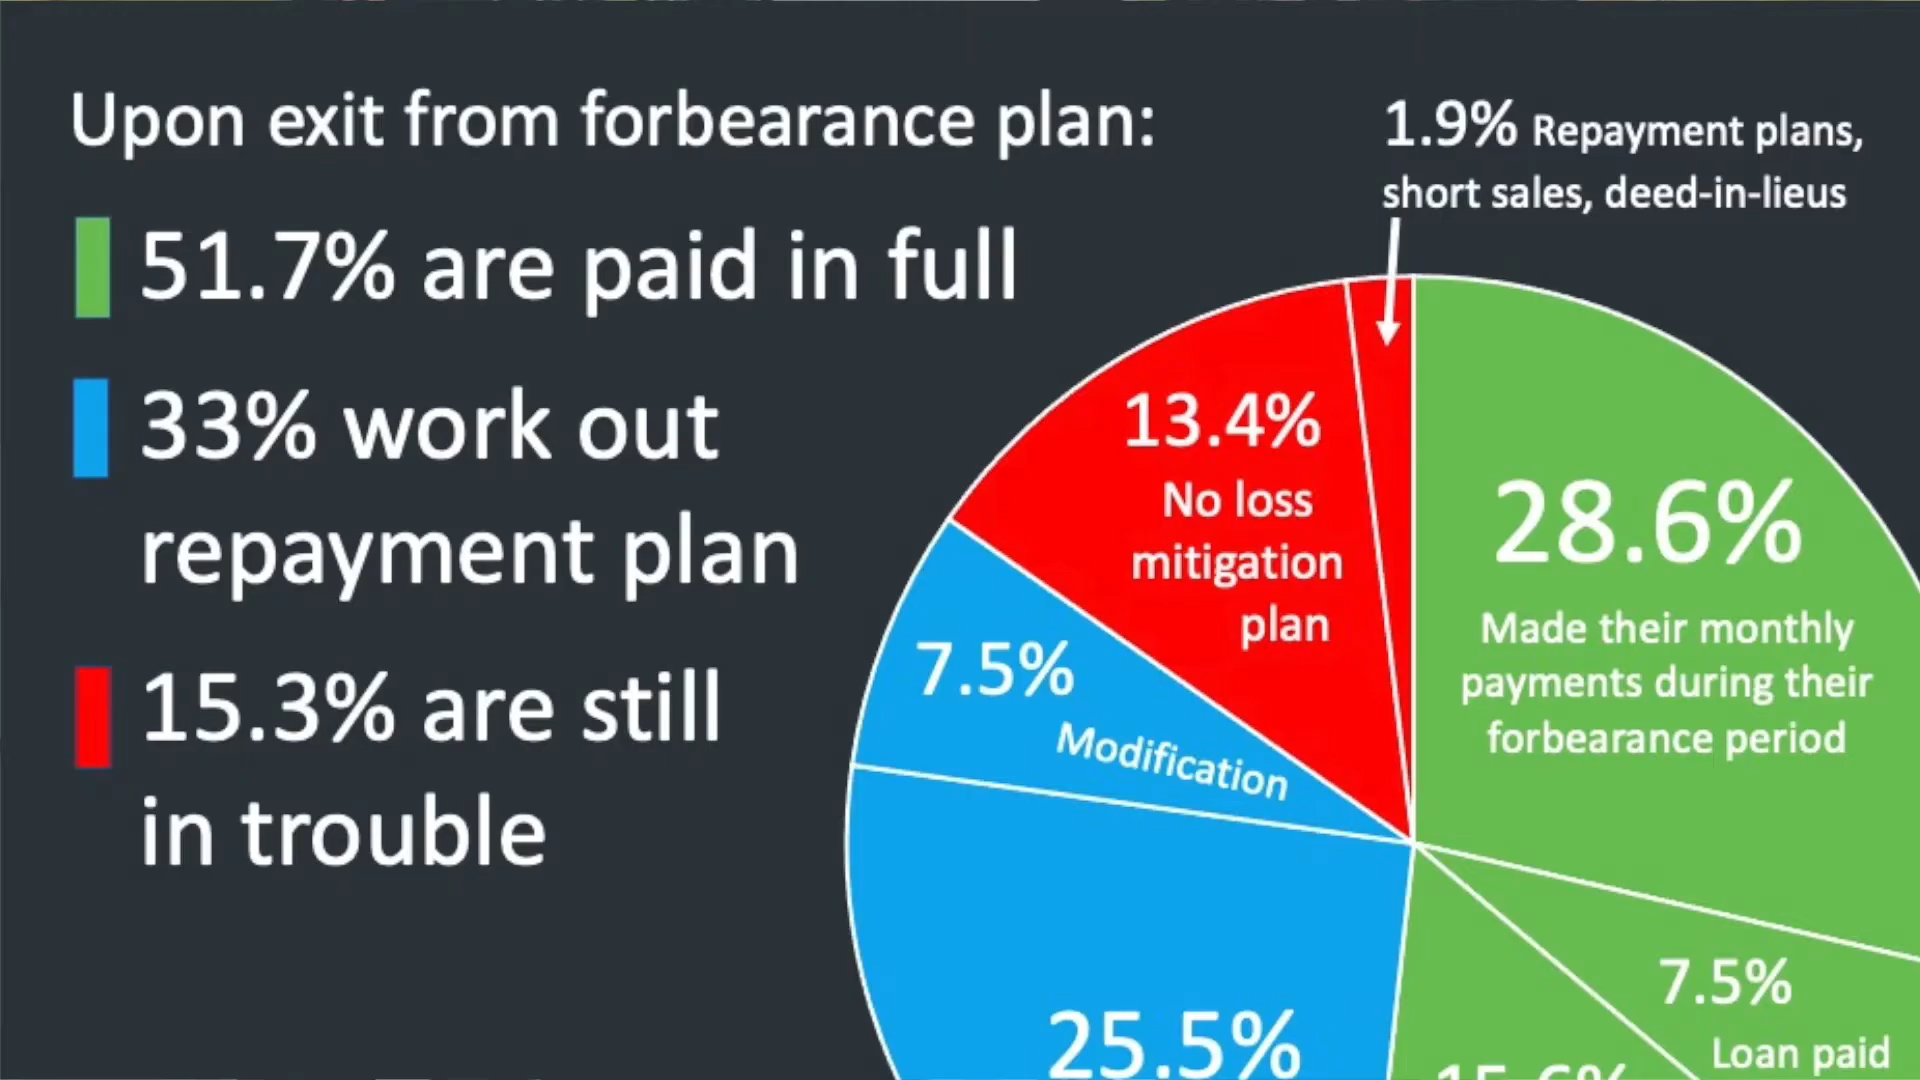 Upon exit from forbearance plan:
51.7% are paid in full
33% work out
repayment plan
15.3% are still
in trouble
1.9% Repayment plans,
short sales, deed-in-lieus
13.4%
No loss
mitigation
plan
28.6%
Made their monthly
payments during their
forbearance period
7.5%
Modification
25.5%
7.5%
Loan paid
15.6%